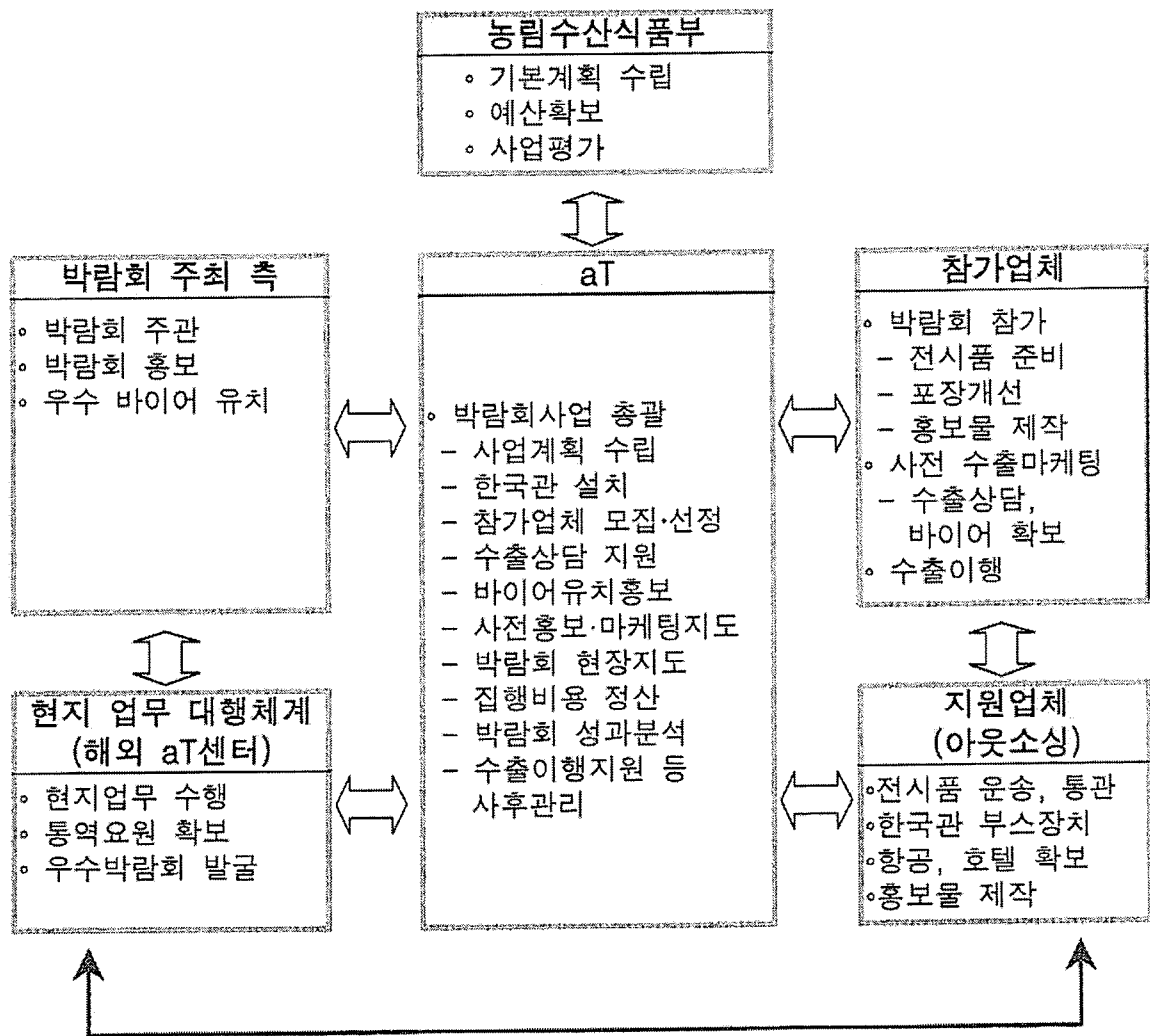 농림수산식품부
∘ 기본계획 수립
∘ 예산확보
∘ 사업평가
박람회 주최 측
∘ 박람회 주관
∘ 박람회 홍보
∘ 우수 바이어 유치
aT
∘ 박람회사업 총괄
– 사업계획 수립
– 한국관 설치
– 참가업체 모집·선정
– 수출상담 지원
– 바이어유치홍보
– 사전홍보·마케팅지도
– 박람회 현장지도
– 집행비용 정산
– 박람회 성과분석
– 수출이행지원 등
사후관리
참가업체
∘ 박람회 참가
– 전시품 준비
– 포장개선
– 홍보물 제작
∘ 사전 수출마케팅
– 수출상담,
바이어 확보
∘ 수출이행
현지 업무 대행체계
(해외 aT센터)
∘ 현지업무 수행
∘ 통역요원 확보
∘ 우수박람회 발굴
지원업체
(아웃소싱)
∘전시품 운송, 통관
∘한국관 부스장치
∘항공, 호텔 확보
∘홍보물 제작